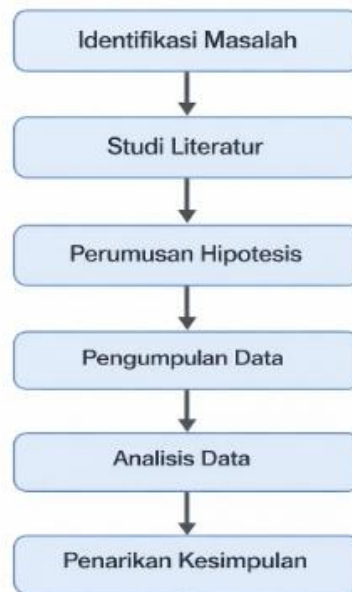 Identifikasi Masalah
Studi Literatur
Perumusan Hipotesis
Pengumpulan Data
Analisis Data
Penarikan Kesimpulan